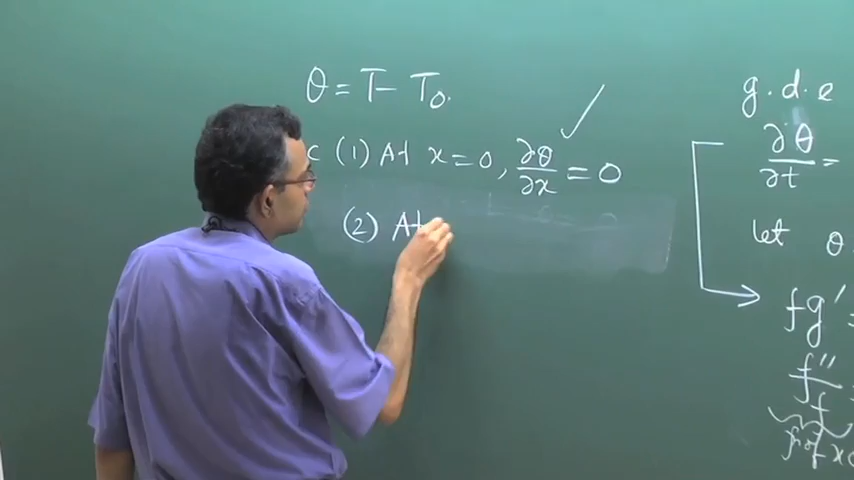 θ = T - T₀.
c (1) At x = 0, ∂θ/∂x = 0 ✓
(2) At
g.d.e
∂θ/∂t =
let θ
fg' =
f''/f